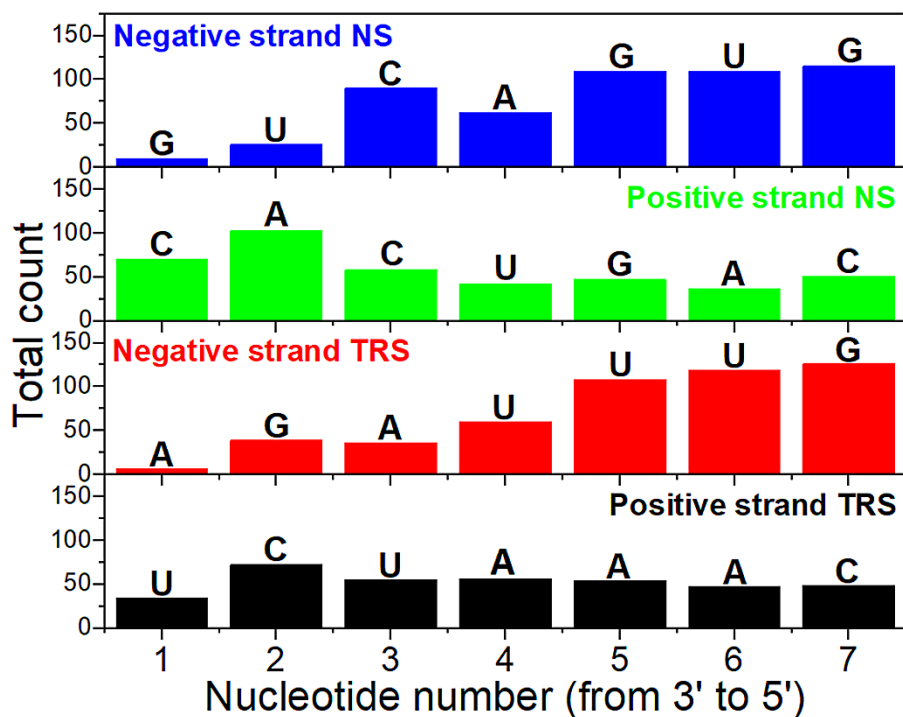 Total count
150
Negative strand NS
100
50
0
G U C A G U G
150
Positive strand NS
100
50
0
C A C U G A C
150
Negative strand TRS
100
50
0
A G A U U U G
150
Positive strand TRS
100
50
0
U C U A A A C
1 2 3 4 5 6 7
Nucleotide number (from 3' to 5')